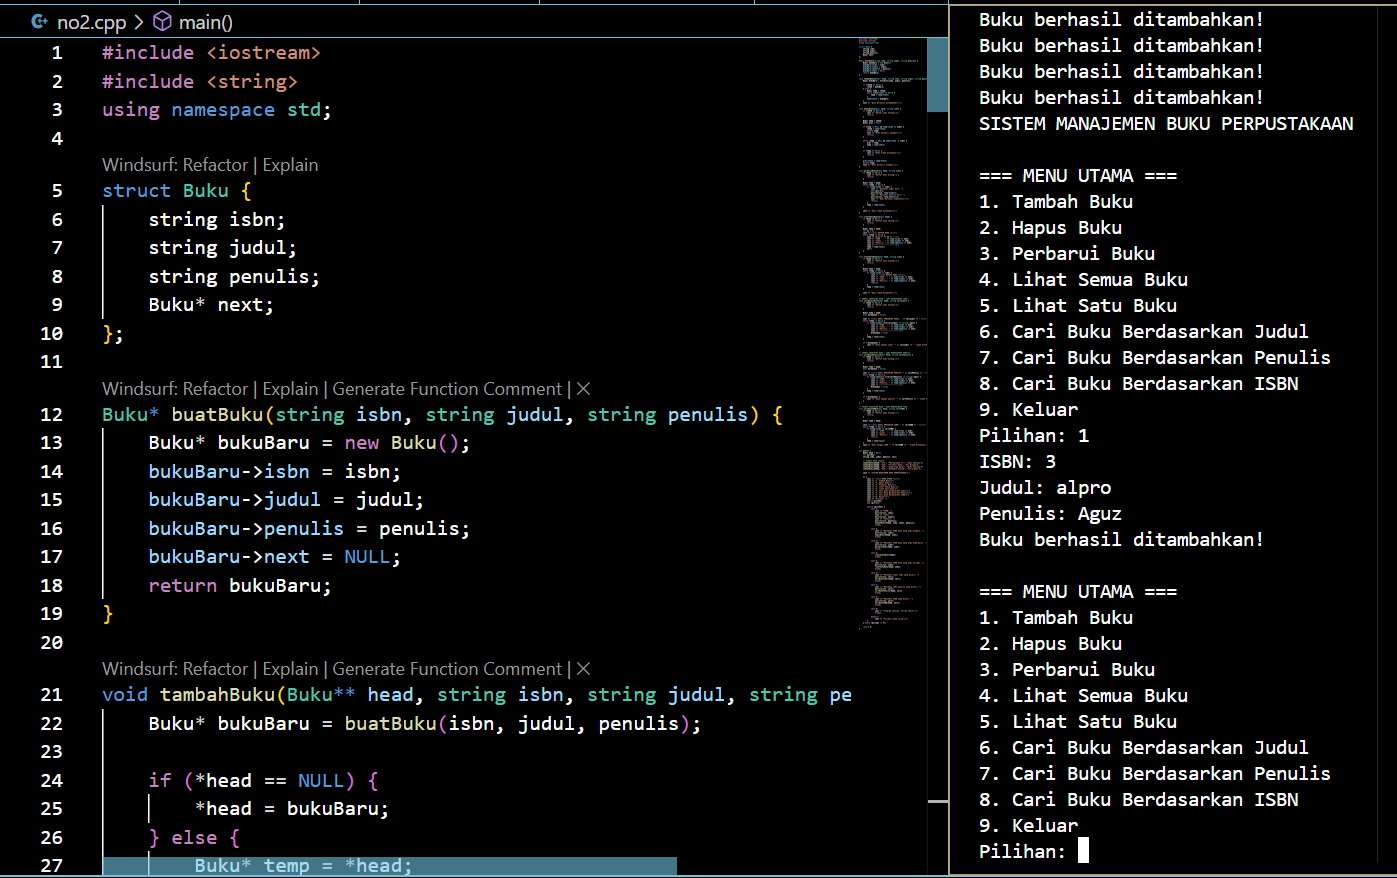 no2.cpp > main()
1 #include <iostream>
2 #include <string>
3 using namespace std;
4
Windsurf: Refactor | Explain
5 struct Buku {
6 string isbn;
7 string judul;
8 string penulis;
9 Buku* next;
10 };
11
Windsurf: Refactor | Explain | Generate Function Comment | ×
12 Buku* buatBuku(string isbn, string judul, string penulis) {
13 Buku* bukuBaru = new Buku();
14 bukuBaru->isbn = isbn;
15 bukuBaru->judul = judul;
16 bukuBaru->penulis = penulis;
17 bukuBaru->next = NULL;
18 return bukuBaru;
19 }
20
Windsurf: Refactor | Explain | Generate Function Comment | ×
21 void tambahBuku(Buku** head, string isbn, string judul, string pe
22 Buku* bukuBaru = buatBuku(isbn, judul, penulis);
23
24 if (*head == NULL) {
25 *head = bukuBaru;
26 } else {
27 Buku* temp = *head;
Buku berhasil ditambahkan!
Buku berhasil ditambahkan!
Buku berhasil ditambahkan!
Buku berhasil ditambahkan!
SISTEM MANAJEMEN BUKU PERPUSTAKAAN
=== MENU UTAMA ===
1. Tambah Buku
2. Hapus Buku
3. Perbarui Buku
4. Lihat Semua Buku
5. Lihat Satu Buku
6. Cari Buku Berdasarkan Judul
7. Cari Buku Berdasarkan Penulis
8. Cari Buku Berdasarkan ISBN
9. Keluar
Pilihan: 1
ISBN: 3
Judul: alpro
Penulis: Aguz
Buku berhasil ditambahkan!
=== MENU UTAMA ===
1. Tambah Buku
2. Hapus Buku
3. Perbarui Buku
4. Lihat Semua Buku
5. Lihat Satu Buku
6. Cari Buku Berdasarkan Judul
7. Cari Buku Berdasarkan Penulis
8. Cari Buku Berdasarkan ISBN
9. Keluar
Pilihan: